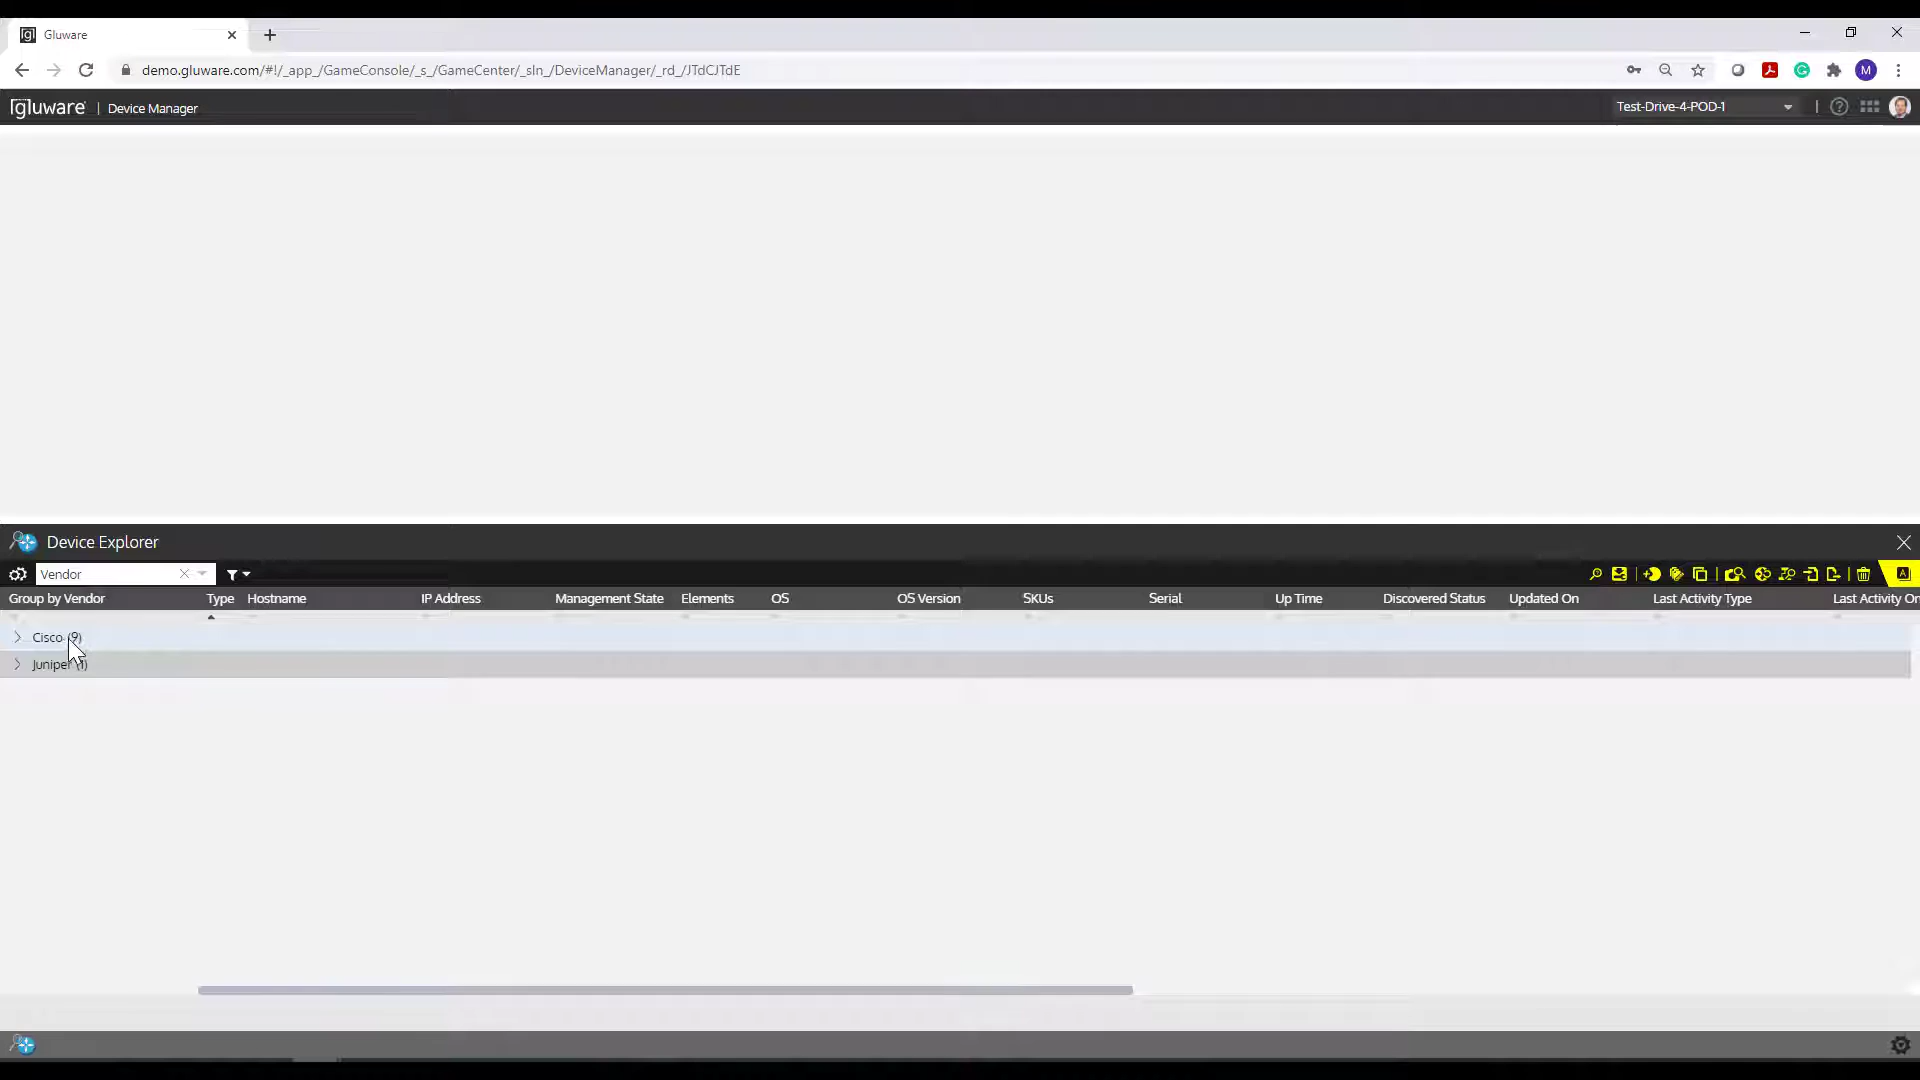 Gluware
demo.gluware.com/#!/_app_/GameConsole/_s_/GameCenter/_sln_/DeviceManager/_rd_/JTdCJTdE
M
gluware | Device Manager
Test-Drive-4-POD-1
Device Explorer
Vendor
A
Group by Vendor Type Hostname IP Address Management State Elements OS OS Version SKUs Serial Up Time Discovered Status Updated On Last Activity Type Last Activity On
Cisco (9)
Juniper (1)